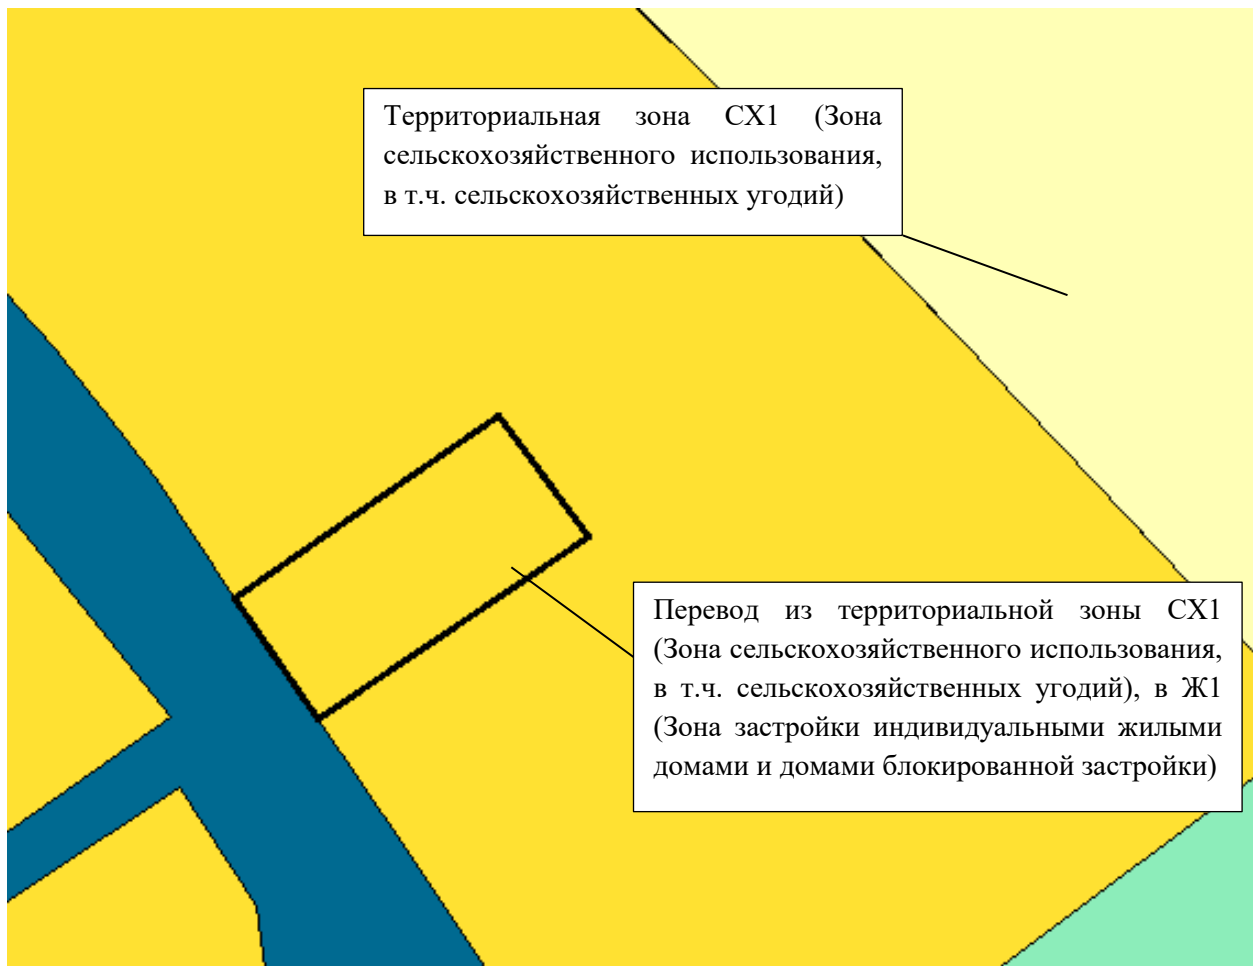 Территориальная зона СХ1 (Зона
сельскохозяйственного использования,
в т.ч. сельскохозяйственных угодий)
Перевод из территориальной зоны СХ1
(Зона сельскохозяйственного использования,
в т.ч. сельскохозяйственных угодий), в Ж1
(Зона застройки индивидуальными жилыми
домами и домами блокированной застройки)